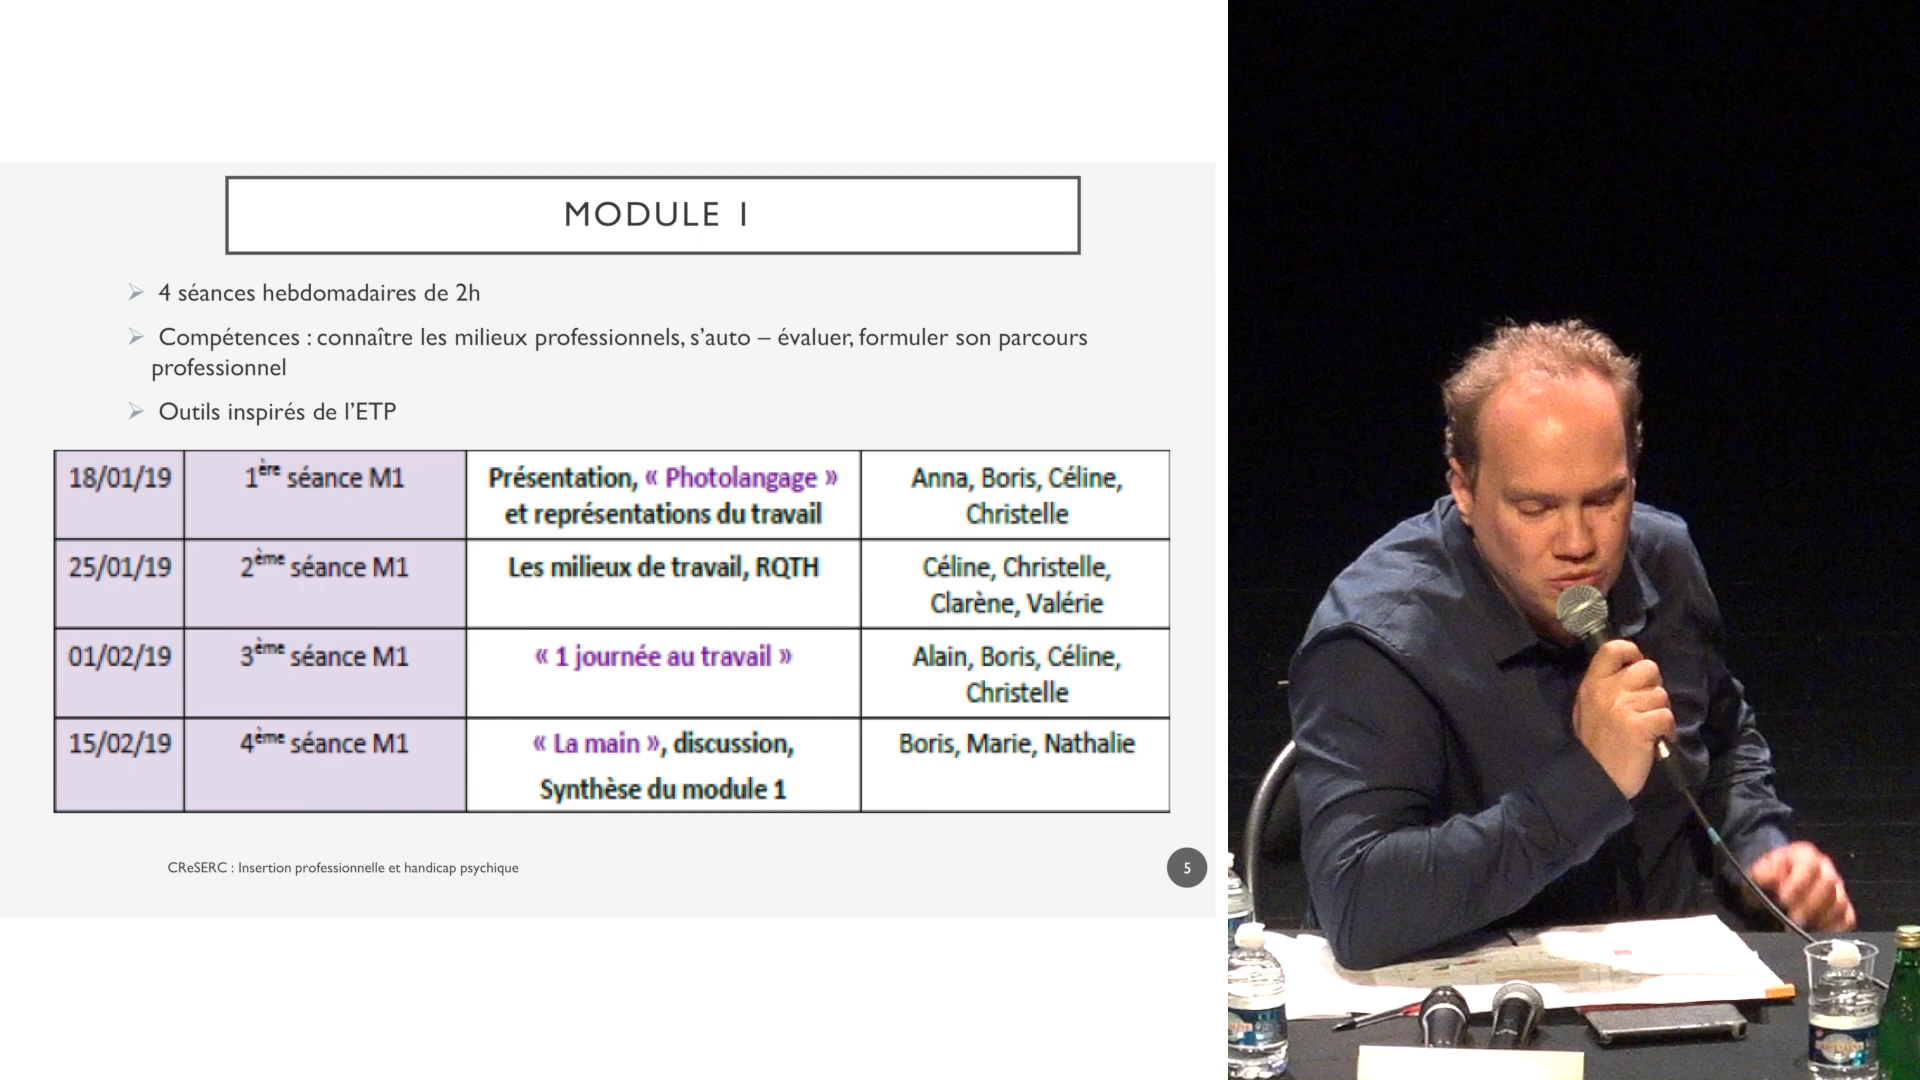 MODULE 1
4 séances hebdomadaires de 2h
Compétences : connaître les milieux professionnels, s’auto – évaluer, formuler son parcours
professionnel
Outils inspirés de l’ETP
18/01/19 1ère séance M1 Présentation, « Photolangage » Anna, Boris, Céline,
et représentations du travail Christelle
25/01/19 2ème séance M1 Les milieux de travail, RQTH Céline, Christelle,
Clarène, Valérie
01/02/19 3ème séance M1 « 1 journée au travail » Alain, Boris, Céline,
Christelle
15/02/19 4ème séance M1 « La main », discussion, Boris, Marie, Nathalie
Synthèse du module 1
CReSERC : Insertion professionnelle et handicap psychique
5